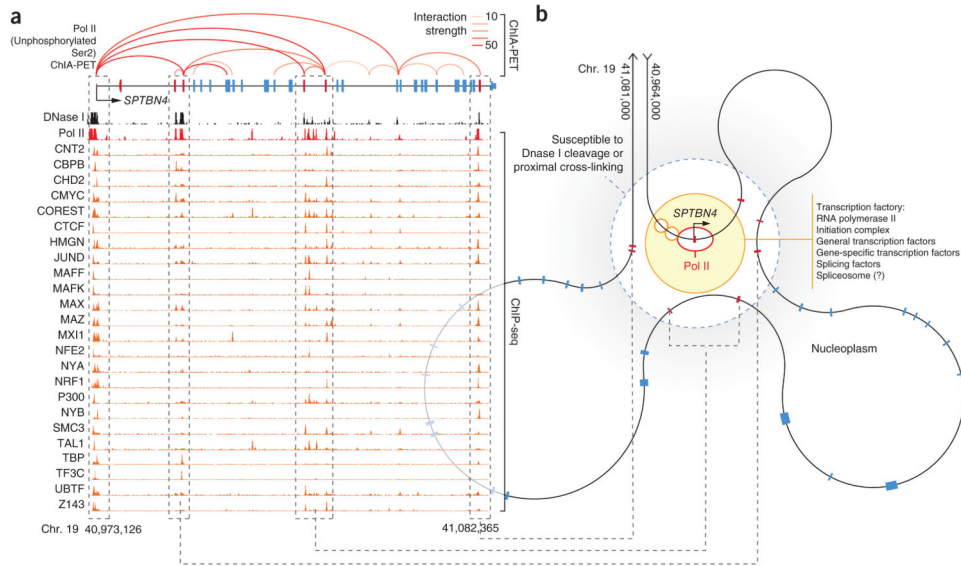 a
Pol II
(Unphosphorylated
Ser2)
ChIA-PET
Interaction
strength
10
50
ChIA-PET
SPTBN4
DNase I
Pol II
CNT2
CBPB
CHD2
CMYC
COREST
CTCF
HMGN
JUND
MAFF
MAFK
MAX
MAZ
MXI1
NFE2
NYA
NRF1
P300
NYB
SMC3
TAL1
TBP
TF3C
UBTF
Z143
ChIP-seq
Chr. 19 40,973,126
41,082,365
b
Chr. 19
41,081,000
40,964,000
Susceptible to
Dnase I cleavage or
proximal cross-linking
SPTBN4
Pol II
Transcription factory:
RNA polymerase II
Initiation complex
General transcription factors
Gene-specific transcription factors
Splicing factors
Spliceosome (?)
Nucleoplasm